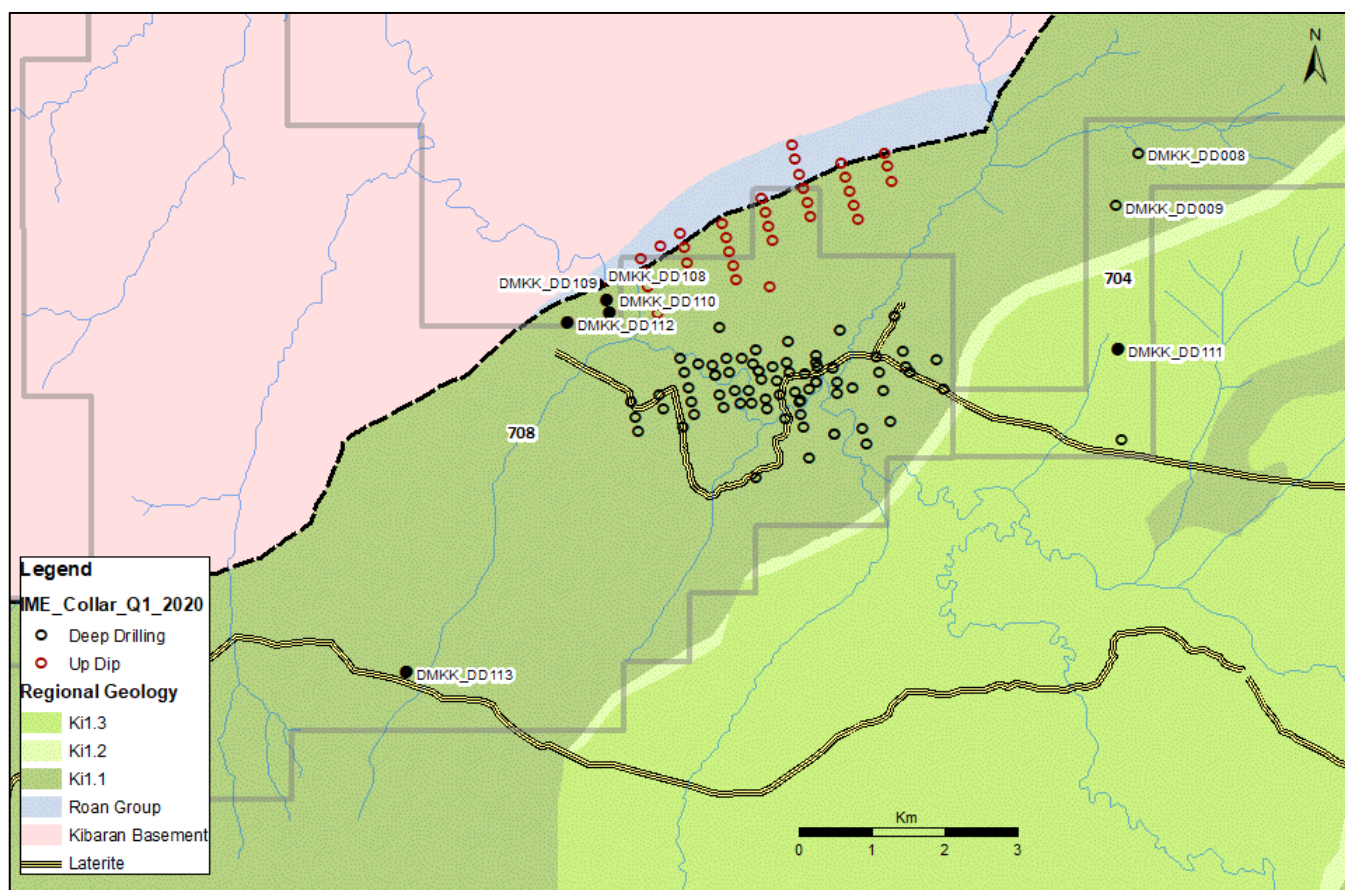 N
DMKK_DD008
DMKK_DD009
704
DMKK_DD108
DMKK_DD109
DMKK_DD110
DMKK_DD112
DMKK_DD111
708
DMKK_DD113
Legend
IME_Collar_Q1_2020
Deep Drilling
Up Dip
Regional Geology
Ki1.3
Ki1.2
Ki1.1
Roan Group
Kibaran Basement
Laterite
Km
0 1 2 3